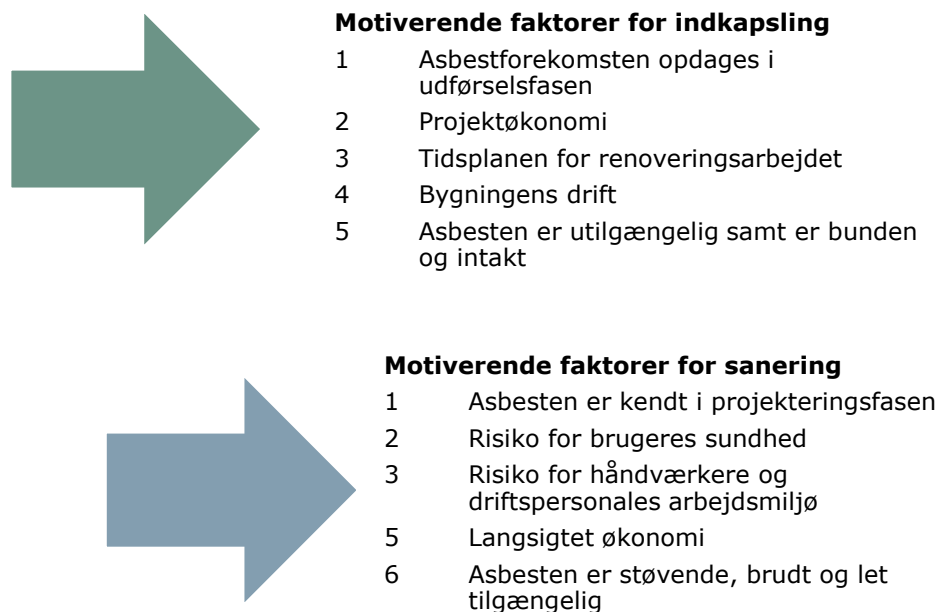 Motiverende faktorer for indkapsling
1 Asbestforekomsten opdages i
udførselsfasen
2 Projektøkonomi
3 Tidsplanen for renoveringsarbejdet
4 Bygningens drift
5 Asbesten er utilgængelig samt er bunden
og intakt
Motiverende faktorer for sanering
1 Asbesten er kendt i projekteringsfasen
2 Risiko for brugeres sundhed
3 Risiko for håndværkere og
driftspersonales arbejdsmiljø
5 Langsigtet økonomi
6 Asbesten er støvende, brudt og let
tilgængelig